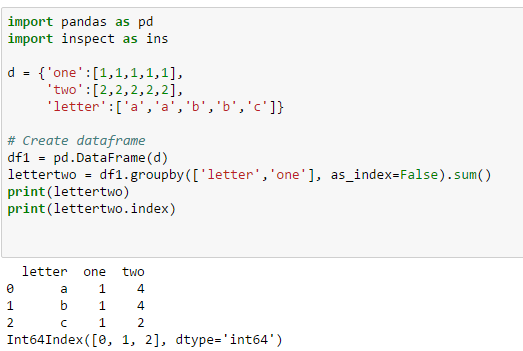 import pandas as pd
import inspect as ins
d = {'one':[1,1,1,1,1],
'two':[2,2,2,2,2],
'letter':['a','a','b','b','c']}
# Create dataframe
df1 = pd.DataFrame(d)
lettertwo = df1.groupby(['letter','one'], as_index=False).sum()
print(lettertwo)
print(lettertwo.index)
letter one two
0 a 1 4
1 b 1 4
2 c 1 2
Int64Index([0, 1, 2], dtype='int64')